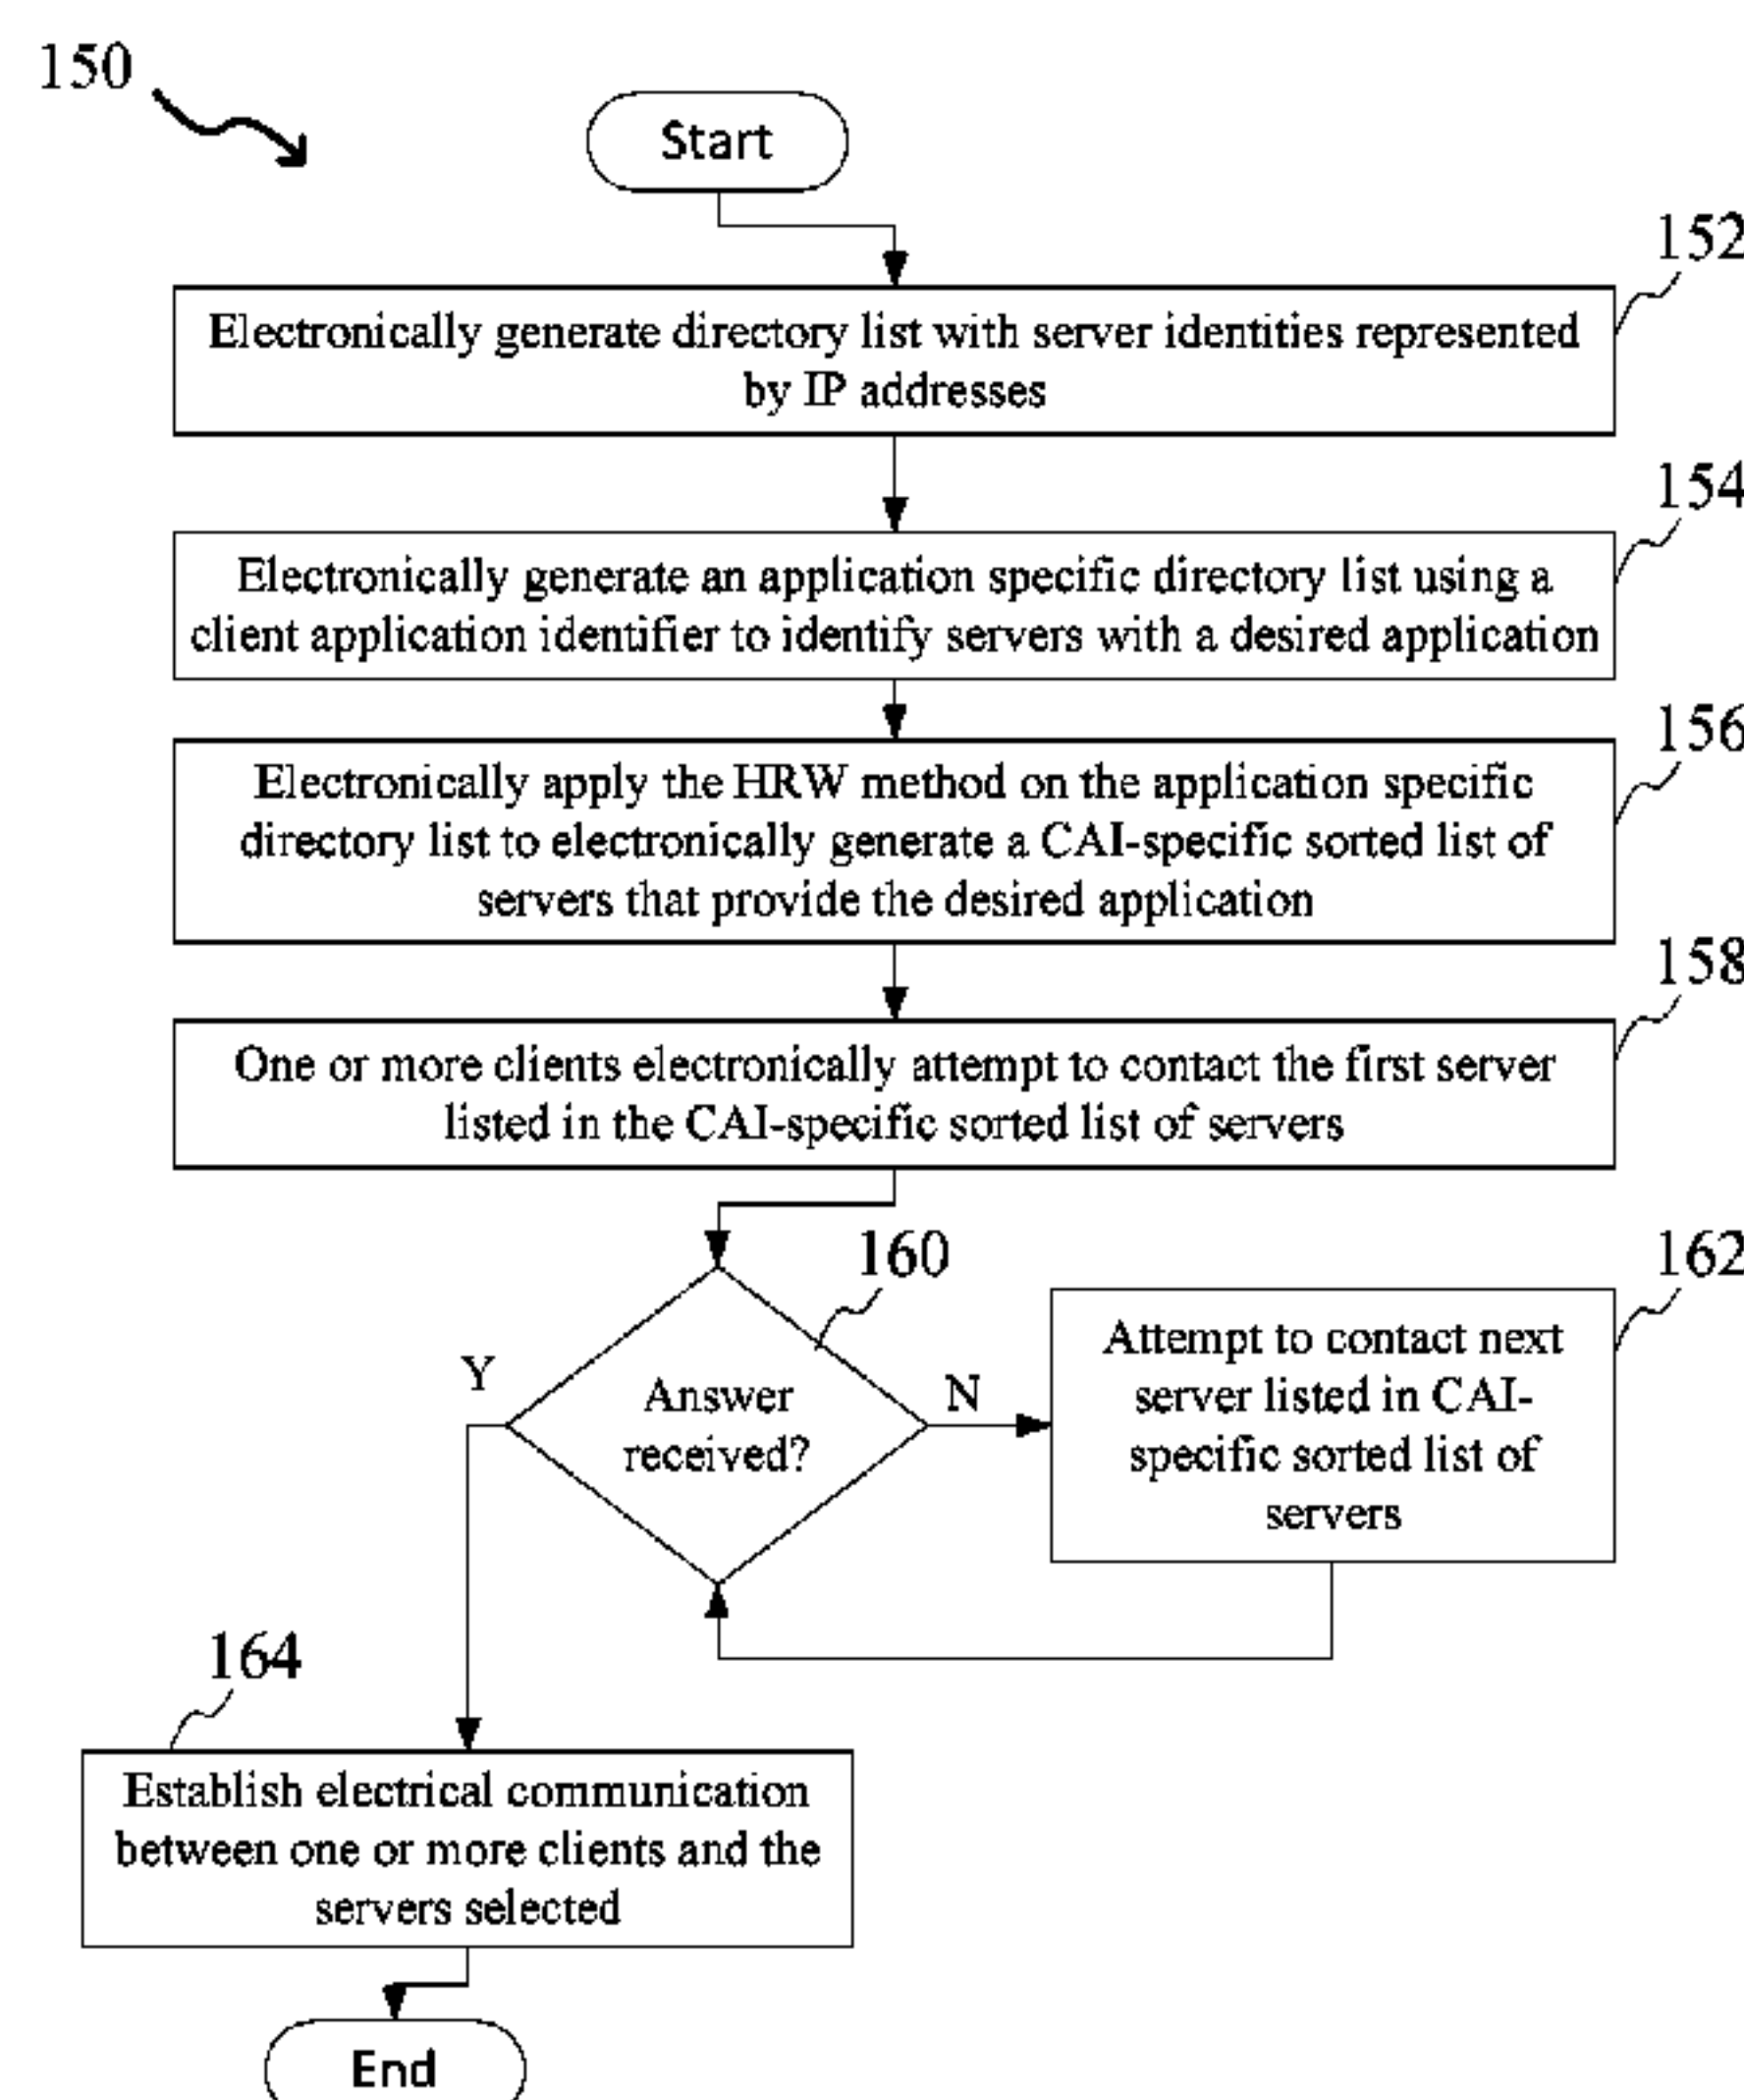 150
Start
152
Electronically generate directory list with server identities represented
by IP addresses
154
Electronically generate an application specific directory list using a
client application identifier to identify servers with a desired application
156
Electronically apply the HRW method on the application specific
directory list to electronically generate a CAI-specific sorted list of
servers that provide the desired application
158
One or more clients electronically attempt to contact the first server
listed in the CAI-specific sorted list of servers
160
162
Y
Answer
received?
N
Attempt to contact next
server listed in CAI-
specific sorted list of
servers
164
Establish electrical communication
between one or more clients and the
servers selected
End